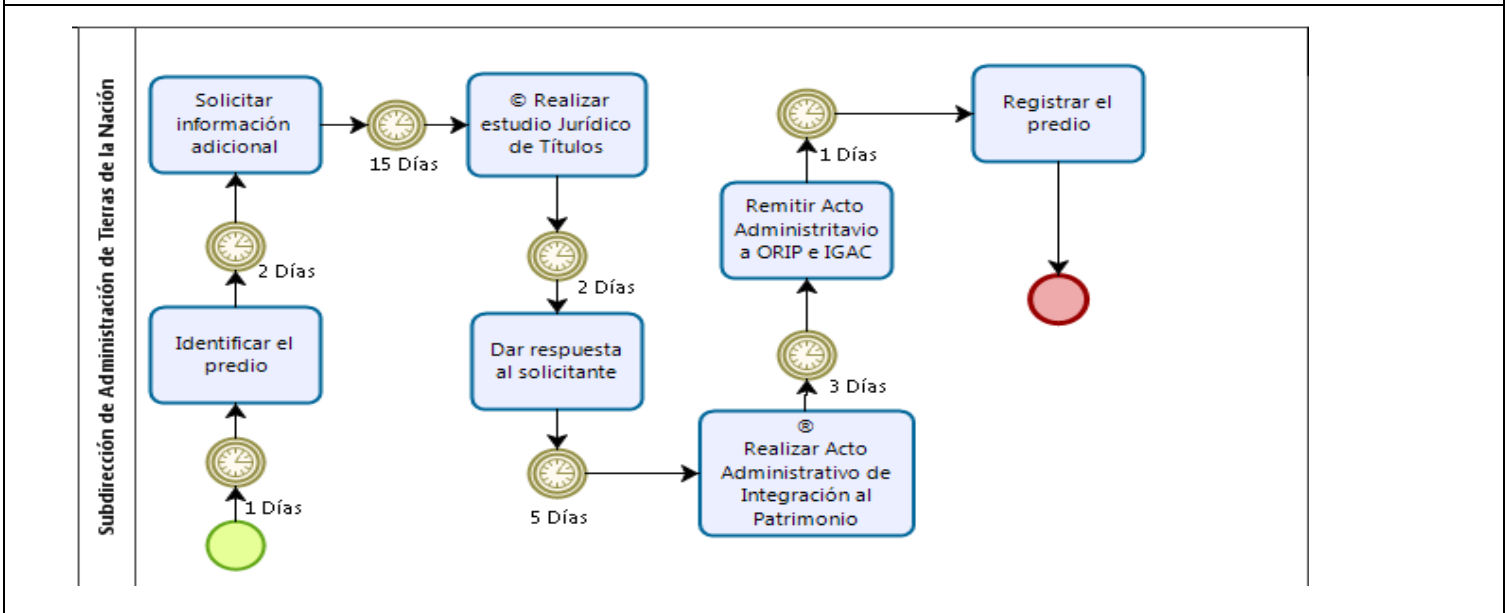 Subdirección de Administración de Tierras de la Nación
Solicitar
información
adicional
15 Días
© Realizar
estudio Jurídico
de Títulos
2 Días
Identificar el
predio
1 Días
2 Días
Dar respuesta
al solicitante
5 Días
®
Realizar Acto
Administrativo de
Integración al
Patrimonio
3 Días
Remitir Acto
Administritavio
a ORIP e IGAC
1 Días
Registrar el
predio